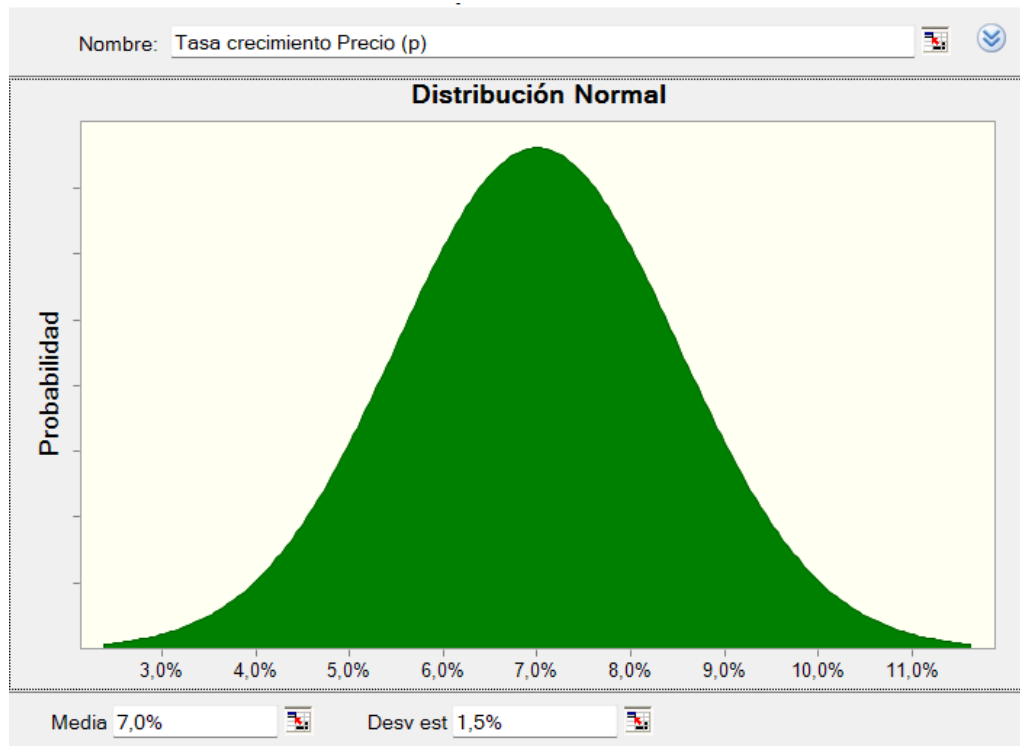 Nombre: Tasa crecimiento Precio (p)
Distribución Normal
Probabilidad
3,0% 4,0% 5,0% 6,0% 7,0% 8,0% 9,0% 10,0% 11,0%
Media 7,0% Desv est 1,5%